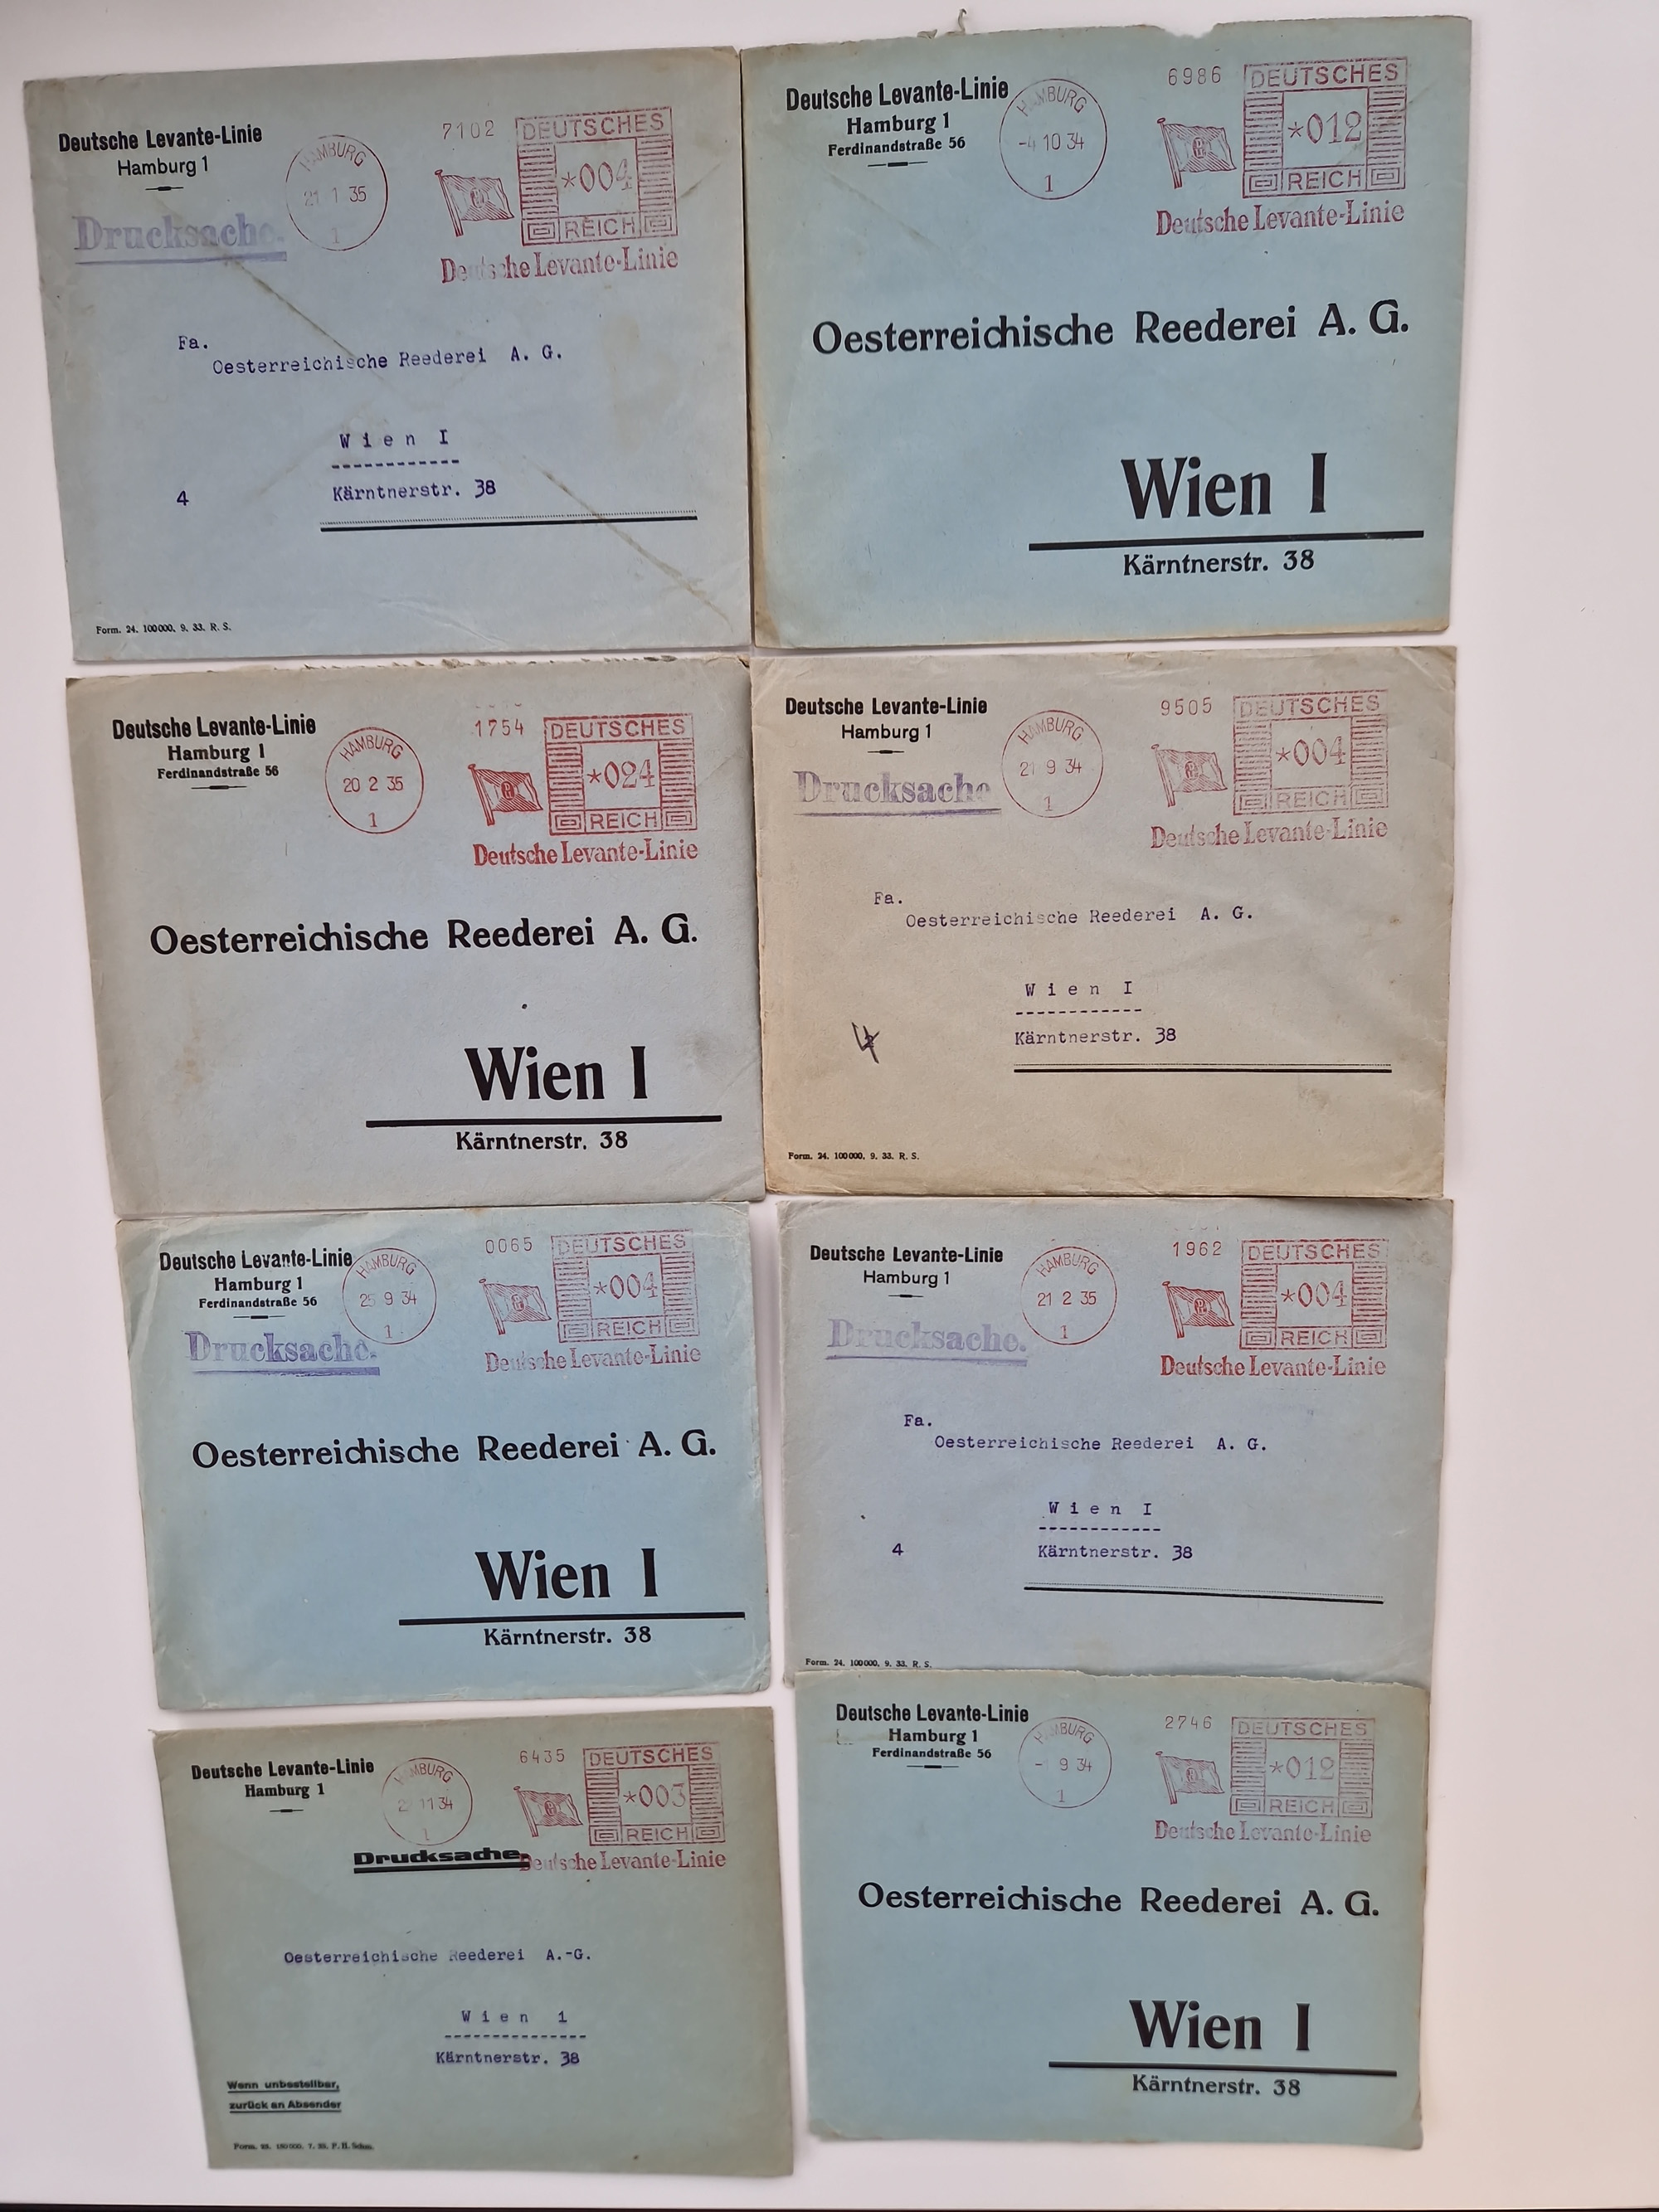 Deutsche Levante-Linie
Hamburg 1
Drucksache.
HAMBURG
21 1 35
1
7102
DEUTSCHES
*004
REICH
Deutsche Levante-Linie
Fa.
Oesterreichische Reederei A. G.
Wien I
4
Kärntnerstr. 38
Form. 24. 100000. 9. 33. R. S.
Deutsche Levante-Linie
Hamburg 1
Ferdinandstraße 56
HAMBURG
-4 10 34
1
6986
DEUTSCHES
*012
REICH
Deutsche Levante-Linie
Oesterreichische Reederei A. G.
Wien I
Kärntnerstr. 38
Deutsche Levante-Linie
Hamburg 1
Ferdinandstraße 56
HAMBURG
20 2 35
1
1754
DEUTSCHES
*024
REICH
Deutsche Levante-Linie
Oesterreichische Reederei A. G.
Wien I
Kärntnerstr. 38
Deutsche Levante-Linie
Hamburg 1
Drucksache
HAMBURG
21 9 34
1
9505
DEUTSCHES
*004
REICH
Deutsche Levante-Linie
Fa.
Oesterreichische Reederei A. G.
Wien I
Kärntnerstr. 38
Form. 24. 100000. 9. 33. R. S.
Deutsche Levante-Linie
Hamburg 1
Ferdinandstraße 56
Drucksache.
HAMBURG
25 9 34
1
0065
DEUTSCHES
*004
REICH
Deutsche Levante-Linie
Oesterreichische Reederei A. G.
Wien I
Kärntnerstr. 38
Deutsche Levante-Linie
Hamburg 1
Drucksache.
HAMBURG
21 2 35
1
1962
DEUTSCHES
*004
REICH
Deutsche Levante-Linie
Fa.
Oesterreichische Reederei A. G.
Wien I
4
Kärntnerstr. 38
Form. 24. 100000. 9. 33. R. S.
Deutsche Levante-Linie
Hamburg 1
HAMBURG
11 34
1
6435
DEUTSCHES
*003
REICH
Drucksache
Deutsche Levante-Linie
Oesterreichische Reederei A.-G.
Wien 1
Kärntnerstr. 38
Wenn unbestellbar,
zurück an Absender
Deutsche Levante-Linie
Hamburg 1
Ferdinandstraße 56
HAMBURG
- 9 34
1
2746
DEUTSCHES
*012
REICH
Deutsche Levante-Linie
Oesterreichische Reederei A. G.
Wien I
Kärntnerstr. 38